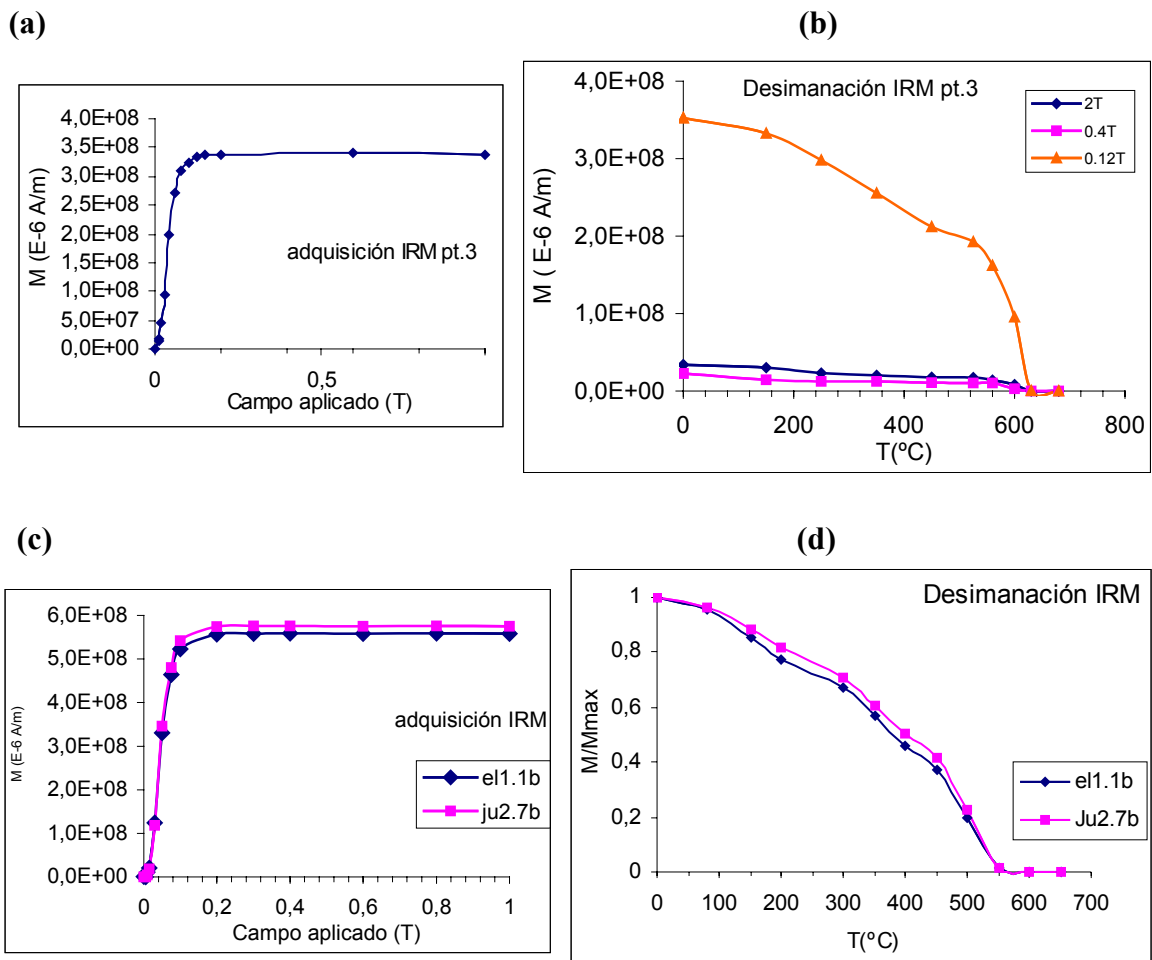 (a)
4,0E+08
3,5E+08
3,0E+08
2,5E+08
2,0E+08
1,5E+08
1,0E+08
5,0E+07
0,0E+00
M (E-6 A/m)
adquisición IRM pt.3
0 0,5
Campo aplicado (T)
(b)
Desimanación IRM pt.3
4,0E+08
3,0E+08
2,0E+08
1,0E+08
0,0E+00
M ( E-6 A/m)
2T
0.4T
0.12T
0 200 400 600 800
T(ºC)
(c)
6,0E+08
5,0E+08
4,0E+08
3,0E+08
2,0E+08
1,0E+08
0,0E+00
M (E-6 A/m)
adquisición IRM
el1.1b
ju2.7b
0 0,2 0,4 0,6 0,8 1
Campo aplicado (T)
(d)
Desimanación IRM
1
0,8
0,6
0,4
0,2
0
M/Mmax
el1.1b
Ju2.7b
0 100 200 300 400 500 600 700
T(ºC)